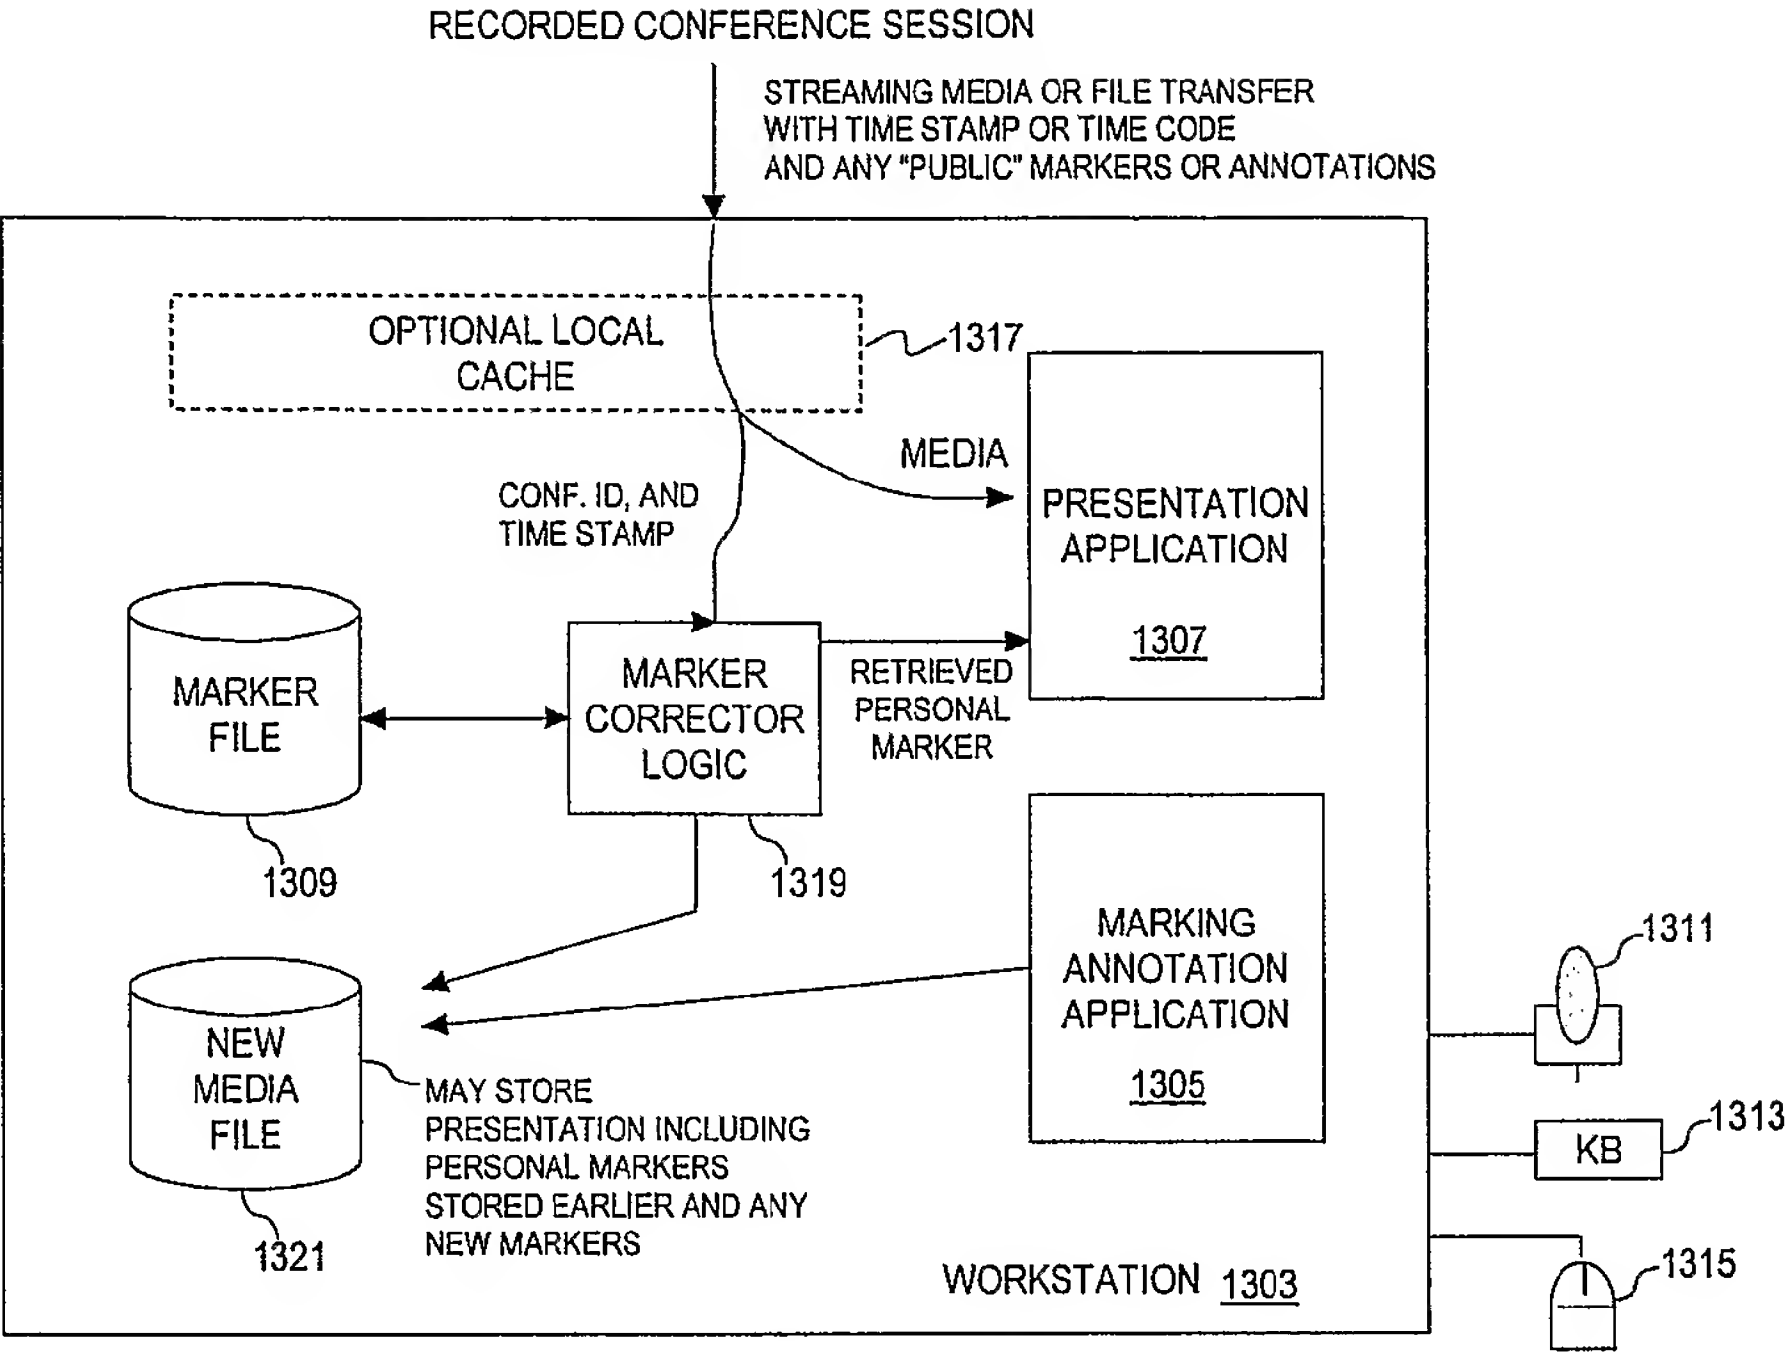 RECORDED CONFERENCE SESSION
STREAMING MEDIA OR FILE TRANSFER
WITH TIME STAMP OR TIME CODE
AND ANY "PUBLIC" MARKERS OR ANNOTATIONS
OPTIONAL LOCAL
CACHE
1317
MEDIA
CONF. ID, AND
TIME STAMP
PRESENTATION
APPLICATION
1307
MARKER
FILE
1309
MARKER
CORRECTOR
LOGIC
1319
RETRIEVED
PERSONAL
MARKER
MARKING
ANNOTATION
APPLICATION
1305
NEW
MEDIA
FILE
1321
MAY STORE
PRESENTATION INCLUDING
PERSONAL MARKERS
STORED EARLIER AND ANY
NEW MARKERS
WORKSTATION 1303
1311
KB
1313
1315